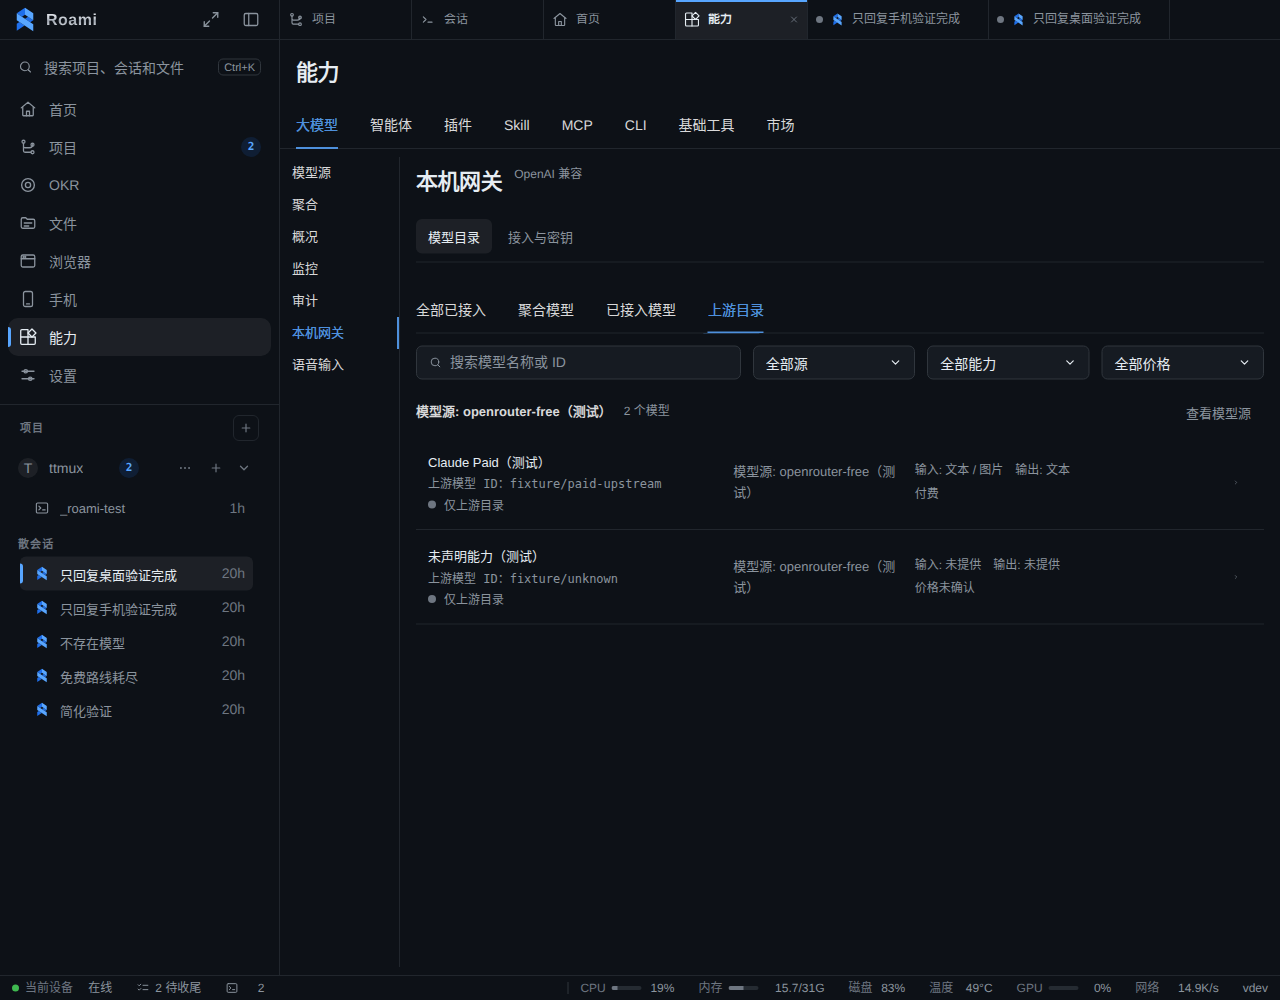 Roami
项目
会话
首页
能力
只回复手机验证完成
只回复桌面验证完成
搜索项目、会话和文件
Ctrl+K
首页
项目
2
OKR
文件
浏览器
手机
能力
设置
项目
T
ttmux
2
_roami-test
1h
散会话
只回复桌面验证完成
20h
只回复手机验证完成
20h
不存在模型
20h
免费路线耗尽
20h
简化验证
20h
能力
大模型
智能体
插件
Skill
MCP
CLI
基础工具
市场
模型源
聚合
概况
监控
审计
本机网关
语音输入
本机网关
OpenAI 兼容
模型目录
接入与密钥
全部已接入
聚合模型
已接入模型
上游目录
搜索模型名称或 ID
全部源
全部能力
全部价格
模型源: openrouter-free（测试）
2 个模型
查看模型源
Claude Paid（测试）
上游模型 ID: fixture/paid-upstream
仅上游目录
模型源: openrouter-free（测
试）
输入: 文本 / 图片 输出: 文本
付费
未声明能力（测试）
上游模型 ID: fixture/unknown
仅上游目录
模型源: openrouter-free（测
试）
输入: 未提供 输出: 未提供
价格未确认
当前设备
在线
2 待收尾
2
CPU
19%
内存
15.7/31G
磁盘
83%
温度
49°C
GPU
0%
网络
14.9K/s
vdev